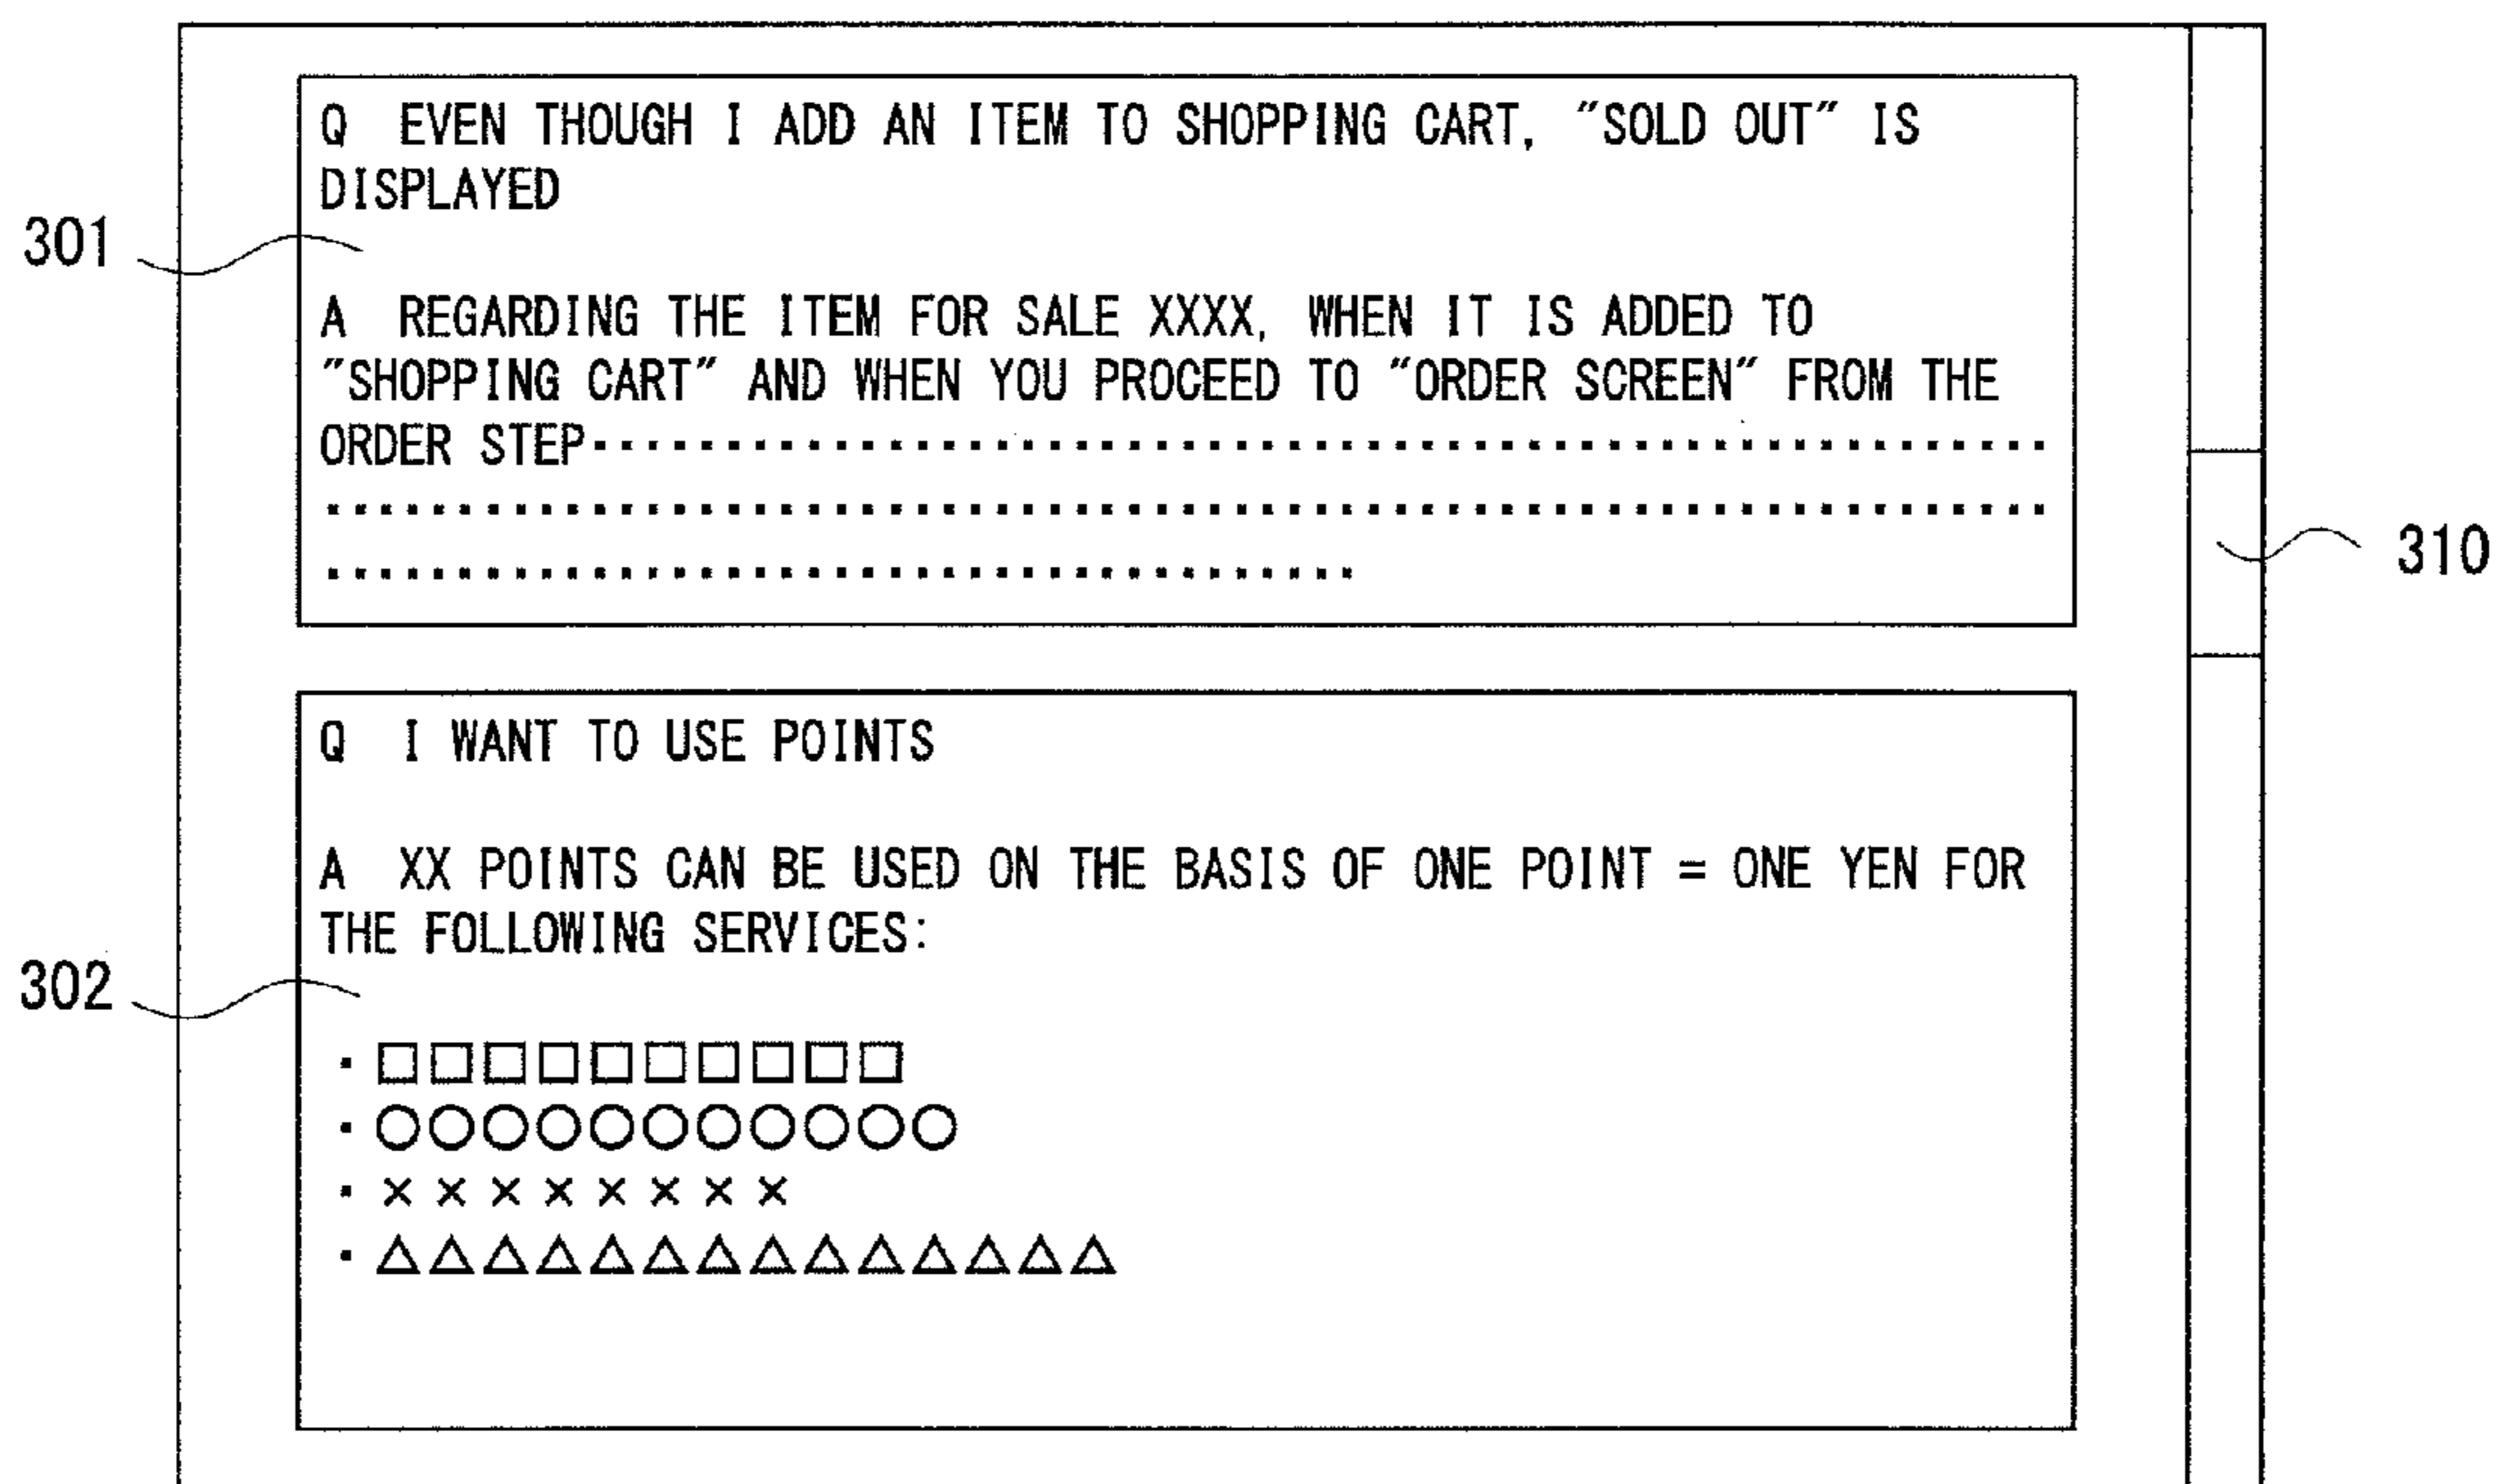 Q EVEN THOUGH I ADD AN ITEM TO SHOPPING CART, "SOLD OUT" IS
DISPLAYED
301
A REGARDING THE ITEM FOR SALE XXXX, WHEN IT IS ADDED TO
"SHOPPING CART" AND WHEN YOU PROCEED TO "ORDER SCREEN" FROM THE
ORDER STEP·······················································
·································································
·······································
310
Q I WANT TO USE POINTS
A XX POINTS CAN BE USED ON THE BASIS OF ONE POINT = ONE YEN FOR
THE FOLLOWING SERVICES:
302
·□□□□□□□□□□
·○○○○○○○○○○○
·××××××××
·△△△△△△△△△△△△△△